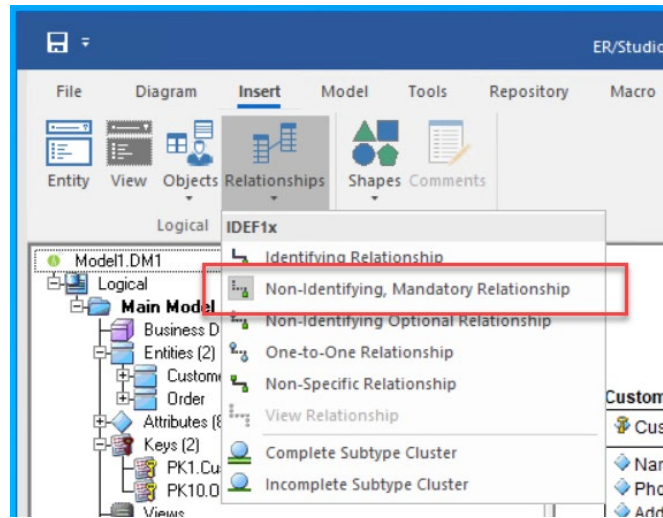 ER/Studio
File Diagram Insert Model Tools Repository Macro
Entity View Objects Relationships Shapes Comments
Logical
IDEF1x
Identifying Relationship
Non-Identifying, Mandatory Relationship
Non-Identifying Optional Relationship
One-to-One Relationship
Non-Specific Relationship
View Relationship
Complete Subtype Cluster
Incomplete Subtype Cluster
Model1.DM1
Logical
Main Model
Business D
Entities (2)
Custome
Order
Attributes (8
Keys (2)
PK1.Cu
PK10.O
Views
Custom
Cus
Nar
Pho
Add